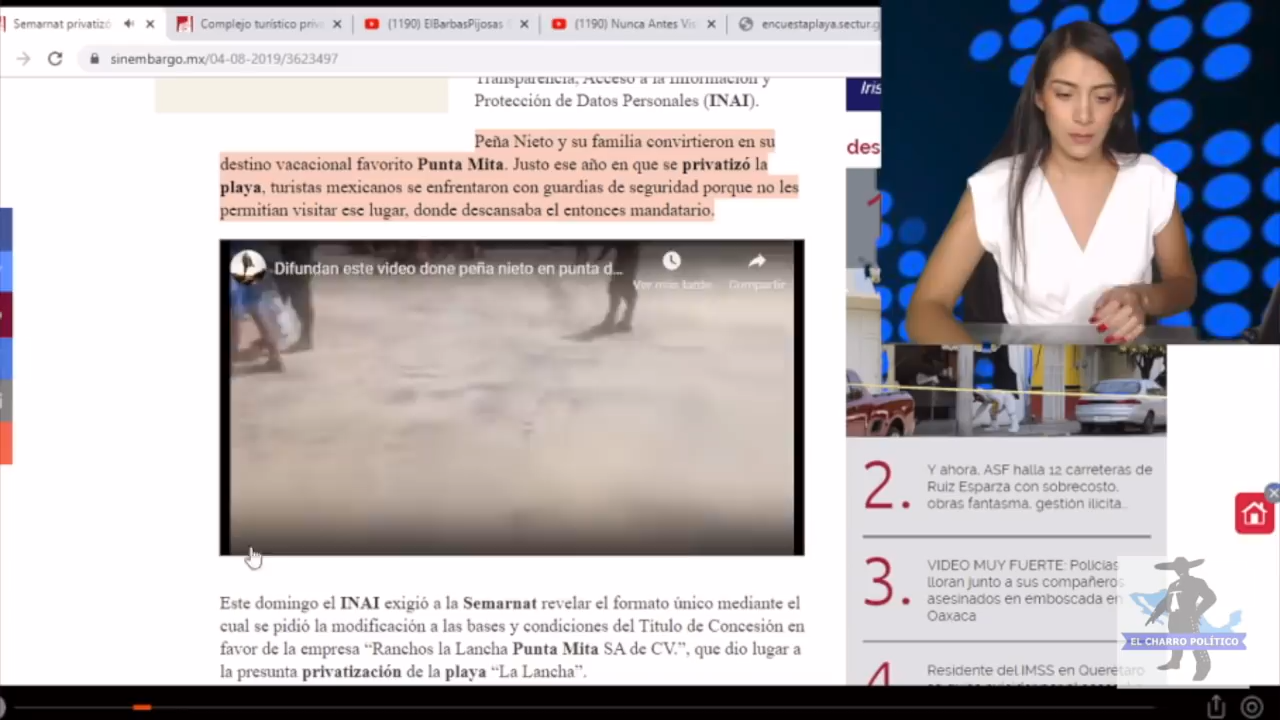 Semarnat privatizó
Complejo turístico priv
(1190) ElBarbasPijosas
(1190) Nunca Antes Vis
encuestaplaya.sectur.g
sinembargo.mx/04-08-2019/3623497
Transparencia, Acceso a la Información y
Protección de Datos Personales (INAI).
Peña Nieto y su familia convirtieron en su
destino vacacional favorito Punta Mita. Justo ese año en que se privatizó la
playa, turistas mexicanos se enfrentaron con guardias de seguridad porque no les
permitían visitar ese lugar, donde descansaba el entonces mandatario.
Difundan este video done peña nieto en punta d...
Ver más tarde
Compartir
Este domingo el INAI exigió a la Semarnat revelar el formato único mediante el
cual se pidió la modificación a las bases y condiciones del Título de Concesión en
favor de la empresa “Ranchos la Lancha Punta Mita SA de CV.”, que dio lugar a
la presunta privatización de la playa “La Lancha”.
Iris
des
2.
Y ahora, ASF halla 12 carreteras de
Ruiz Esparza con sobrecosto,
obras fantasma, gestión ilícita..
3.
VIDEO MUY FUERTE: Policías
lloran junto a sus compañeros
asesinados en emboscada en
Oaxaca
4
Residente del IMSS en Querétaro
EL CHARRO POLÍTICO